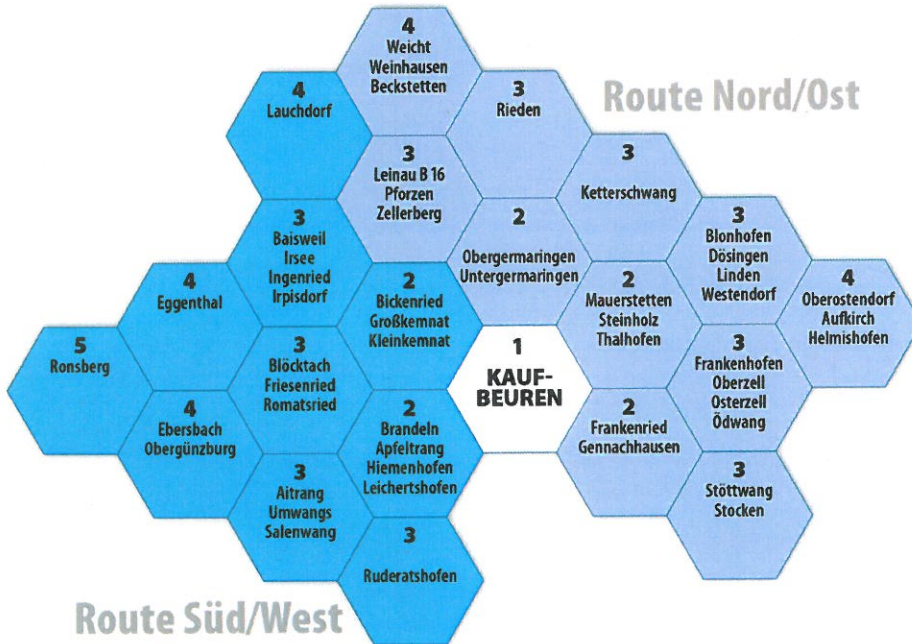 4
Weicht
Weinhausen
Beckstetten
4
Lauchdorf
3
Rieden
Route Nord/Ost
3
Leinau B 16
Pforzen
Zellerberg
3
Ketterschwang
3
Baisweil
Irsee
Ingenried
Irpisdorf
2
Obergermaringen
Untergermaringen
3
Blonhofen
Dösingen
Linden
Westendorf
4
Eggenthal
2
Bickenried
Großkemnat
Kleinkemnat
2
Mauerstetten
Steinholz
Thalhofen
4
Oberostendorf
Aufkirch
Helmishofen
5
Ronsberg
3
Blöcktach
Friesenried
Romatsried
1
KAUF-
BEUREN
3
Frankenhofen
Oberzell
Osterzell
Ödwang
4
Ebersbach
Obergünzburg
2
Brandeln
Apfeltrang
Hiemenhofen
Leichertshofen
2
Frankenried
Gennachhausen
3
Aitrang
Umwangs
Salenwang
3
Stöttwang
Stocken
3
Ruderatshofen
Route Süd/West